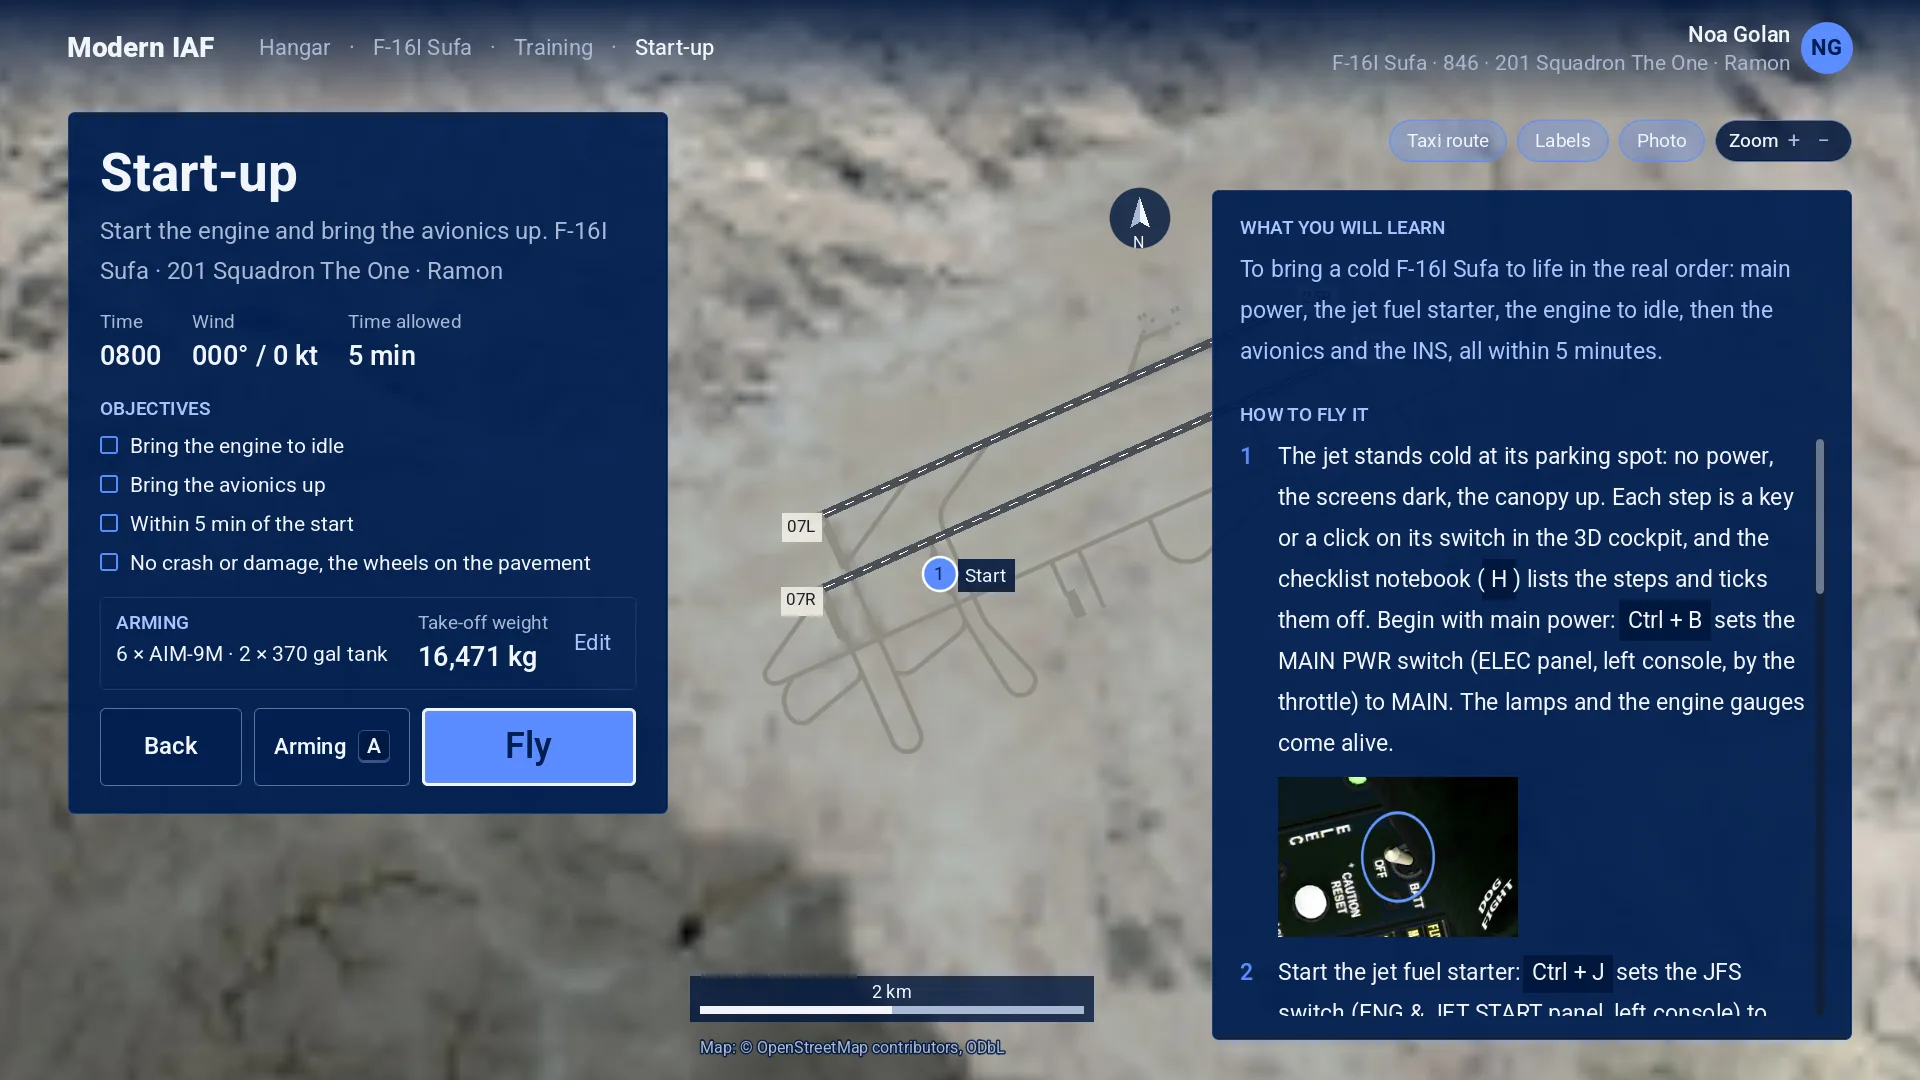 Modern IAF
Hangar · F-16I Sufa · Training · Start-up
Noa Golan
F-16I Sufa · 846 · 201 Squadron The One · Ramon
NG
Start-up
Start the engine and bring the avionics up. F-16I
Sufa · 201 Squadron The One · Ramon
Time Wind Time allowed
0800 000° / 0 kt 5 min
OBJECTIVES
Bring the engine to idle
Bring the avionics up
Within 5 min of the start
No crash or damage, the wheels on the pavement
ARMING
6 × AIM-9M · 2 × 370 gal tank
Take-off weight
16,471 kg
Edit
Back
Arming A
Fly
Taxi route
Labels
Photo
Zoom + −
N
07L
07R
1 Start
2 km
Map: © OpenStreetMap contributors, ODbL
WHAT YOU WILL LEARN
To bring a cold F-16I Sufa to life in the real order: main
power, the jet fuel starter, the engine to idle, then the
avionics and the INS, all within 5 minutes.
HOW TO FLY IT
1 The jet stands cold at its parking spot: no power,
the screens dark, the canopy up. Each step is a key
or a click on its switch in the 3D cockpit, and the
checklist notebook ( H ) lists the steps and ticks
them off. Begin with main power: Ctrl + B sets the
MAIN PWR switch (ELEC panel, left console, by the
throttle) to MAIN. The lamps and the engine gauges
come alive.
ELEC
OFF
BATT
CAUTION
RESET
DOG
FIGHT
2 Start the jet fuel starter: Ctrl + J sets the JFS
switch (ENG & JET START panel, left console) to